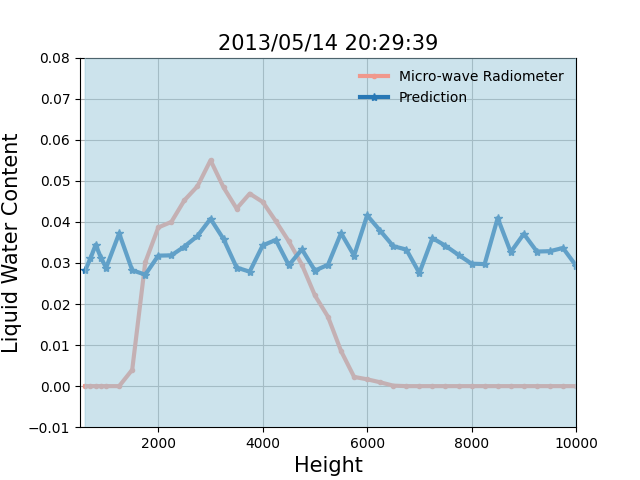 2013/05/14 20:29:39
Liquid Water Content
0.08
0.07
0.06
0.05
0.04
0.03
0.02
0.01
0.00
−0.01
Micro-wave Radiometer
Prediction
2000 4000 6000 8000 10000
Height